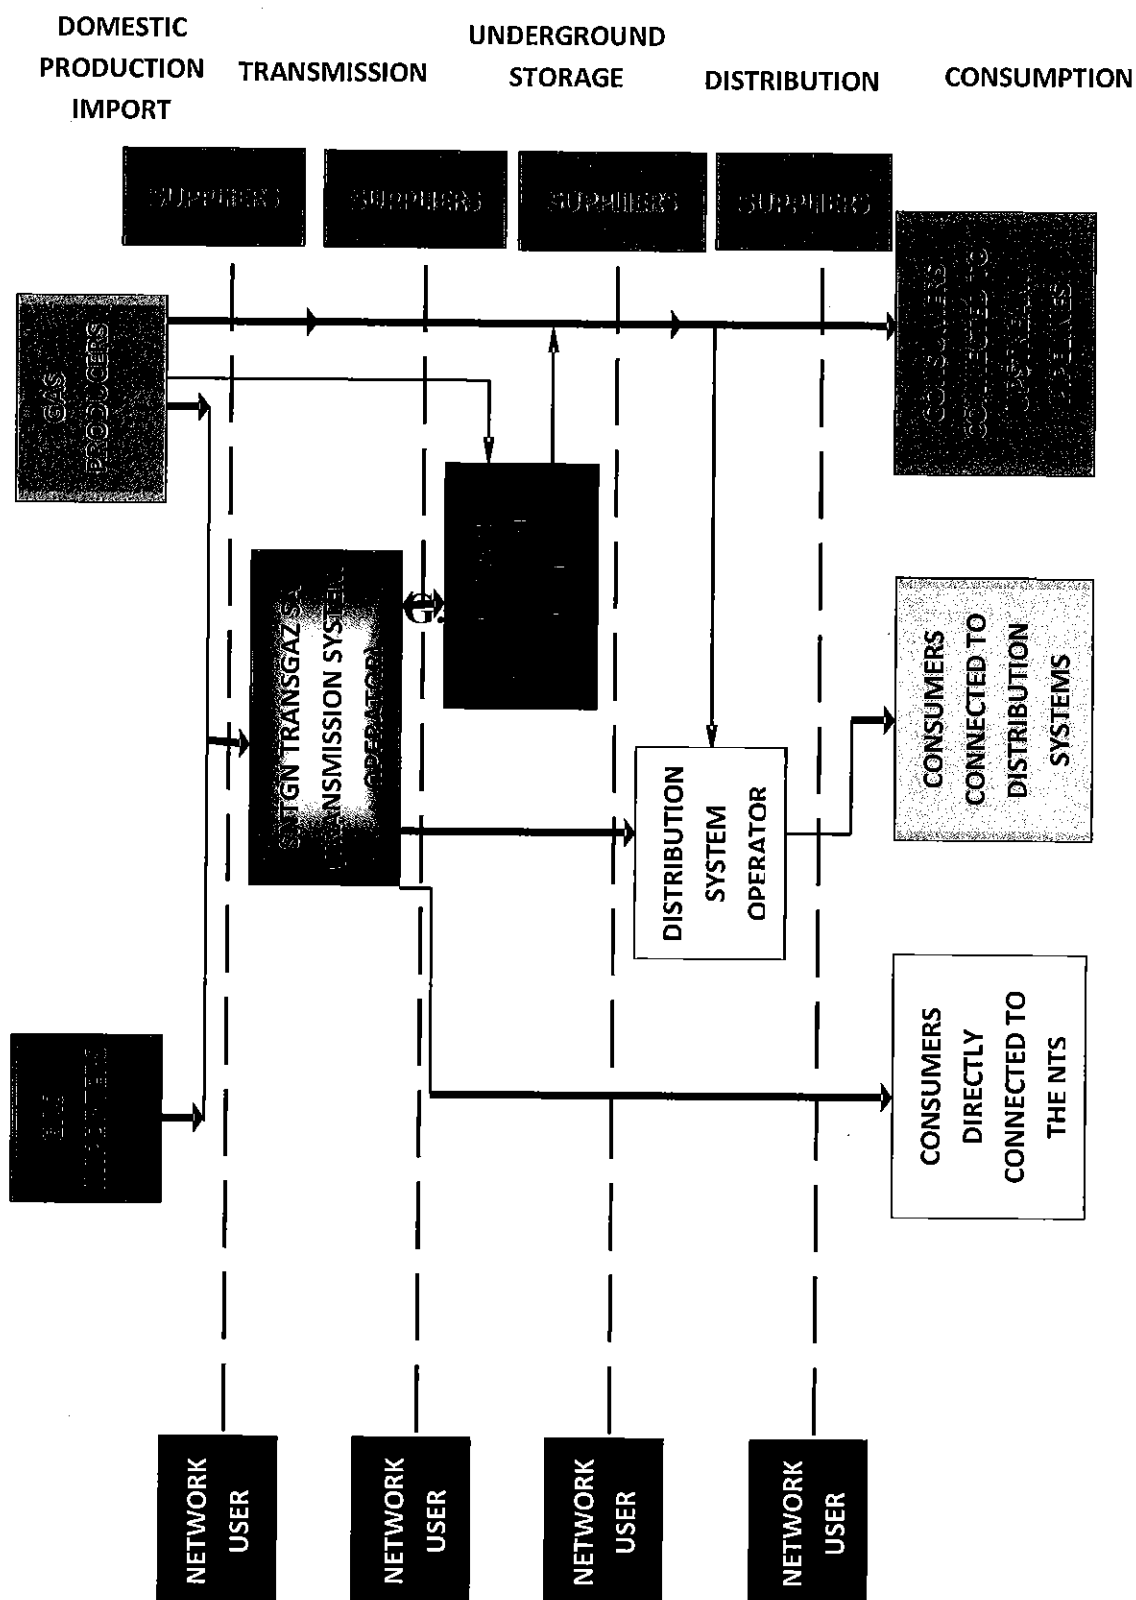 DOMESTIC
PRODUCTION
IMPORT
TRANSMISSION
UNDERGROUND
STORAGE
DISTRIBUTION
CONSUMPTION
SUPPLIERS
SUPPLIERS
SUPPLIERS
SUPPLIERS
GAS
PRODUCERS
CONSUMERS
CONNECTED TO
UPSTREAM
PIPELINES
SNTGN TRANSGAZ SA
(TRANSMISSION SYSTEM
OPERATOR)
G
DISTRIBUTION
SYSTEM
OPERATOR
CONSUMERS
CONNECTED TO
DISTRIBUTION
SYSTEMS
GAS
IMPORTERS
CONSUMERS
DIRECTLY
CONNECTED TO
THE NTS
NETWORK
USER
NETWORK
USER
NETWORK
USER
NETWORK
USER